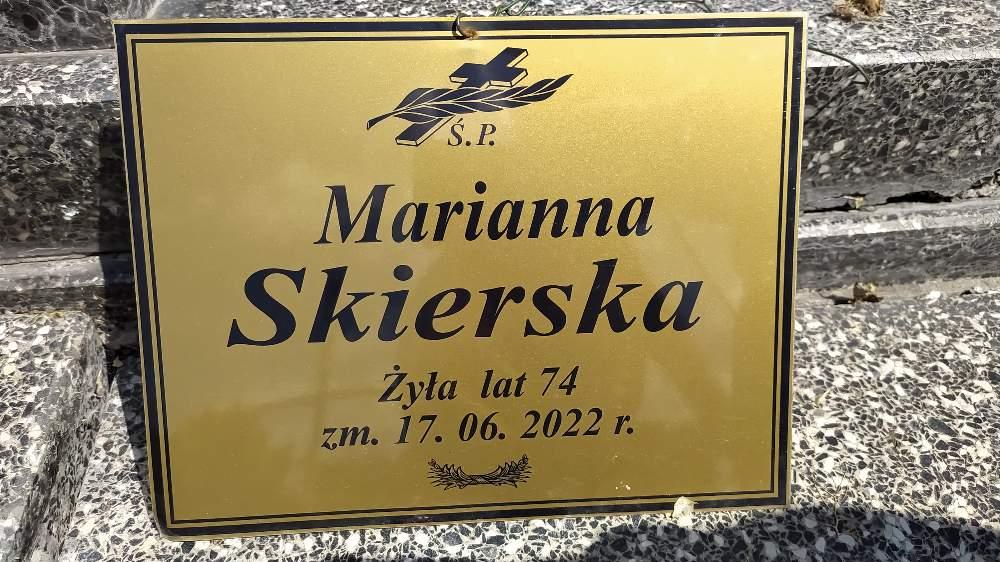 Ś.P.
Marianna
Skierska
Żyła lat 74
zm. 17. 06. 2022 r.